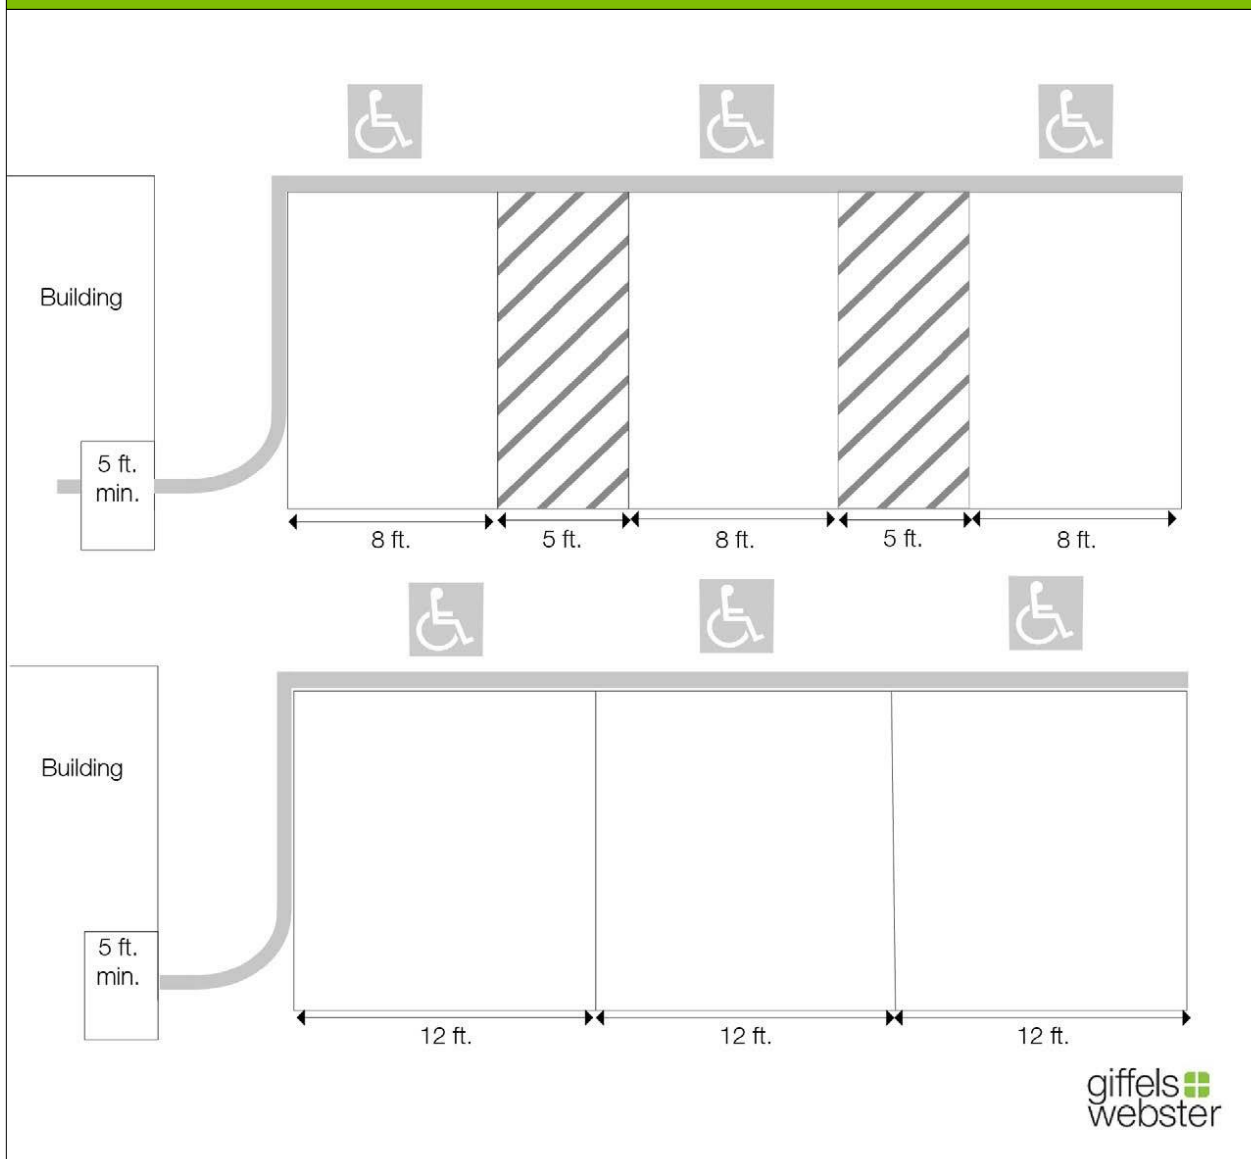 Building
5 ft.
min.
8 ft.
5 ft.
8 ft.
5 ft.
8 ft.
Building
5 ft.
min.
12 ft.
12 ft.
12 ft.
giffels
webster